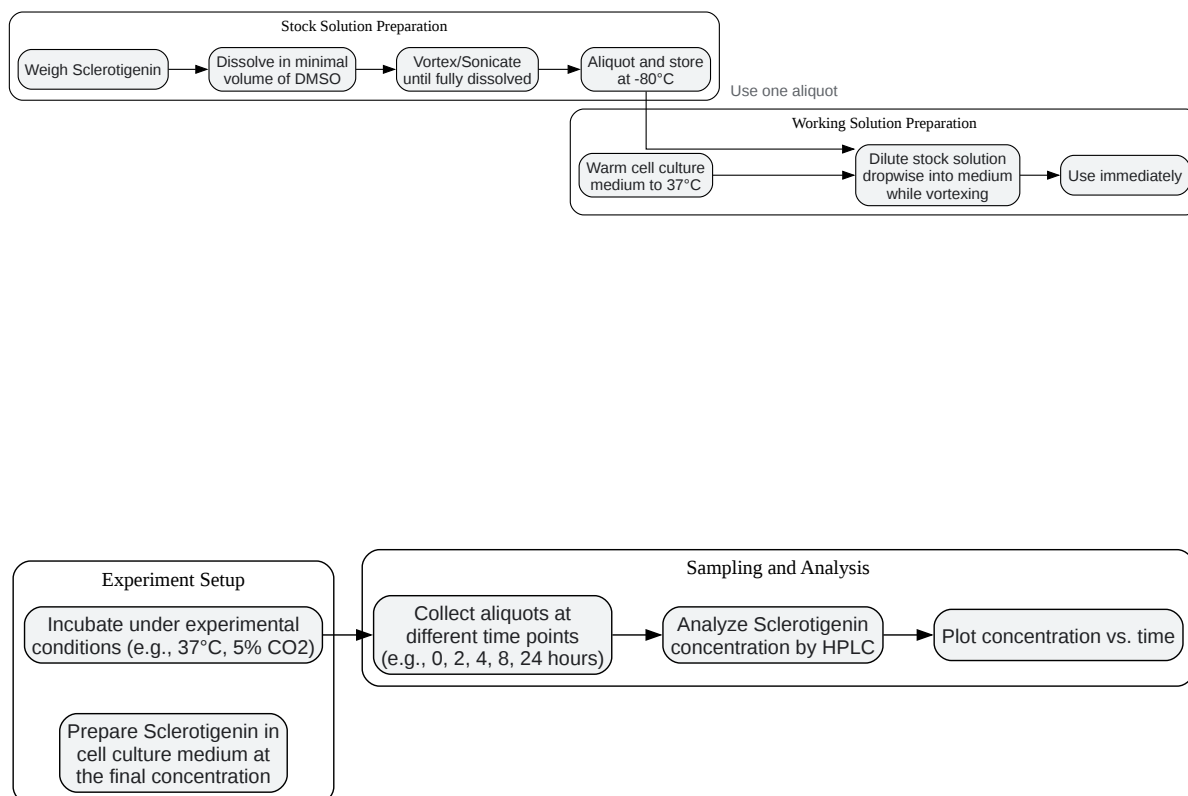 Stock Solution Preparation
Weigh Sclerotigenin
Dissolve in minimal
volume of DMSO
Vortex/Sonicate
until fully dissolved
Aliquot and store
at -80°C
Use one aliquot
Working Solution Preparation
Warm cell culture
medium to 37°C
Dilute stock solution
dropwise into medium
while vortexing
Use immediately
Experiment Setup
Incubate under experimental
conditions (e.g., 37°C, 5% CO2)
Prepare Sclerotigenin in
cell culture medium at
the final concentration
Sampling and Analysis
Collect aliquots at
different time points
(e.g., 0, 2, 4, 8, 24 hours)
Analyze Sclerotigenin
concentration by HPLC
Plot concentration vs. time